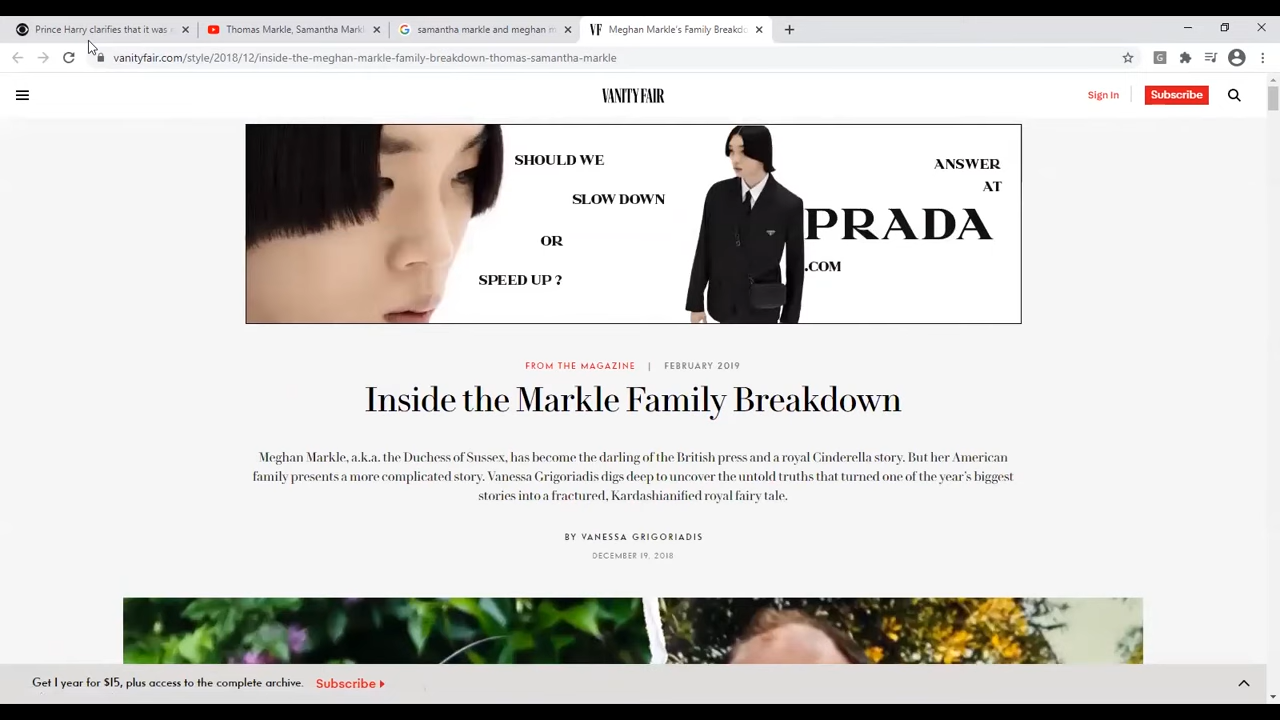 Prince Harry clarifies that it was
Thomas Markle, Samantha Markl
samantha markle and meghan m
VF Meghan Markle's Family Breakdo
vanityfair.com/style/2018/12/inside-the-meghan-markle-family-breakdown-thomas-samantha-markle
VANITY FAIR
Sign In
Subscribe
SHOULD WE
SLOW DOWN
OR
SPEED UP ?
ANSWER
AT
PRADA
.COM
FROM THE MAGAZINE | FEBRUARY 2019
Inside the Markle Family Breakdown
Meghan Markle, a.k.a. the Duchess of Sussex, has become the darling of the British press and a royal Cinderella story. But her American
family presents a more complicated story. Vanessa Grigoriadis digs deep to uncover the untold truths that turned one of the year's biggest
stories into a fractured, Kardashianified royal fairy tale.
BY VANESSA GRIGORIADIS
DECEMBER 19, 2018
Get 1 year for $15, plus access to the complete archive. Subscribe